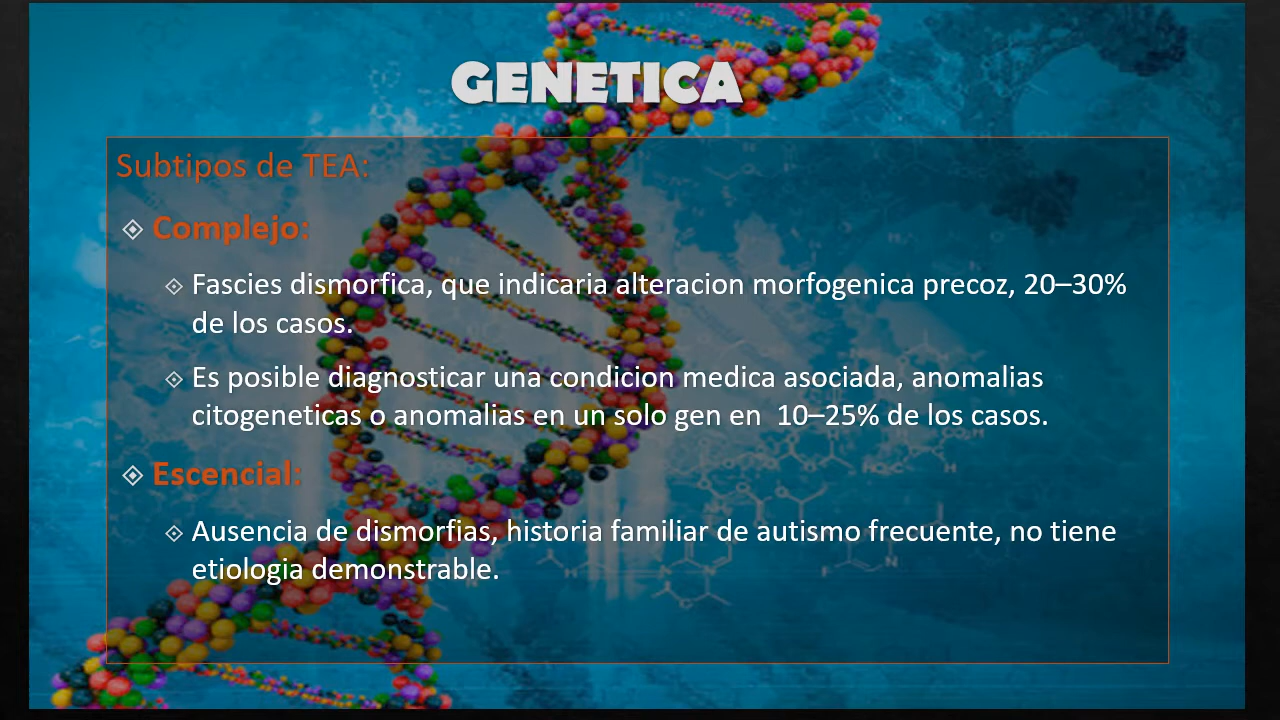 GENETICA
Subtipos de TEA:
Complejo:
Fascies dismorfica, que indicaria alteracion morfogenica precoz, 20–30%
de los casos.
Es posible diagnosticar una condicion medica asociada, anomalias
citogeneticas o anomalias en un solo gen en  10–25% de los casos.
Escencial:
Ausencia de dismorfias, historia familiar de autismo frecuente, no tiene
etiologia demonstrable.